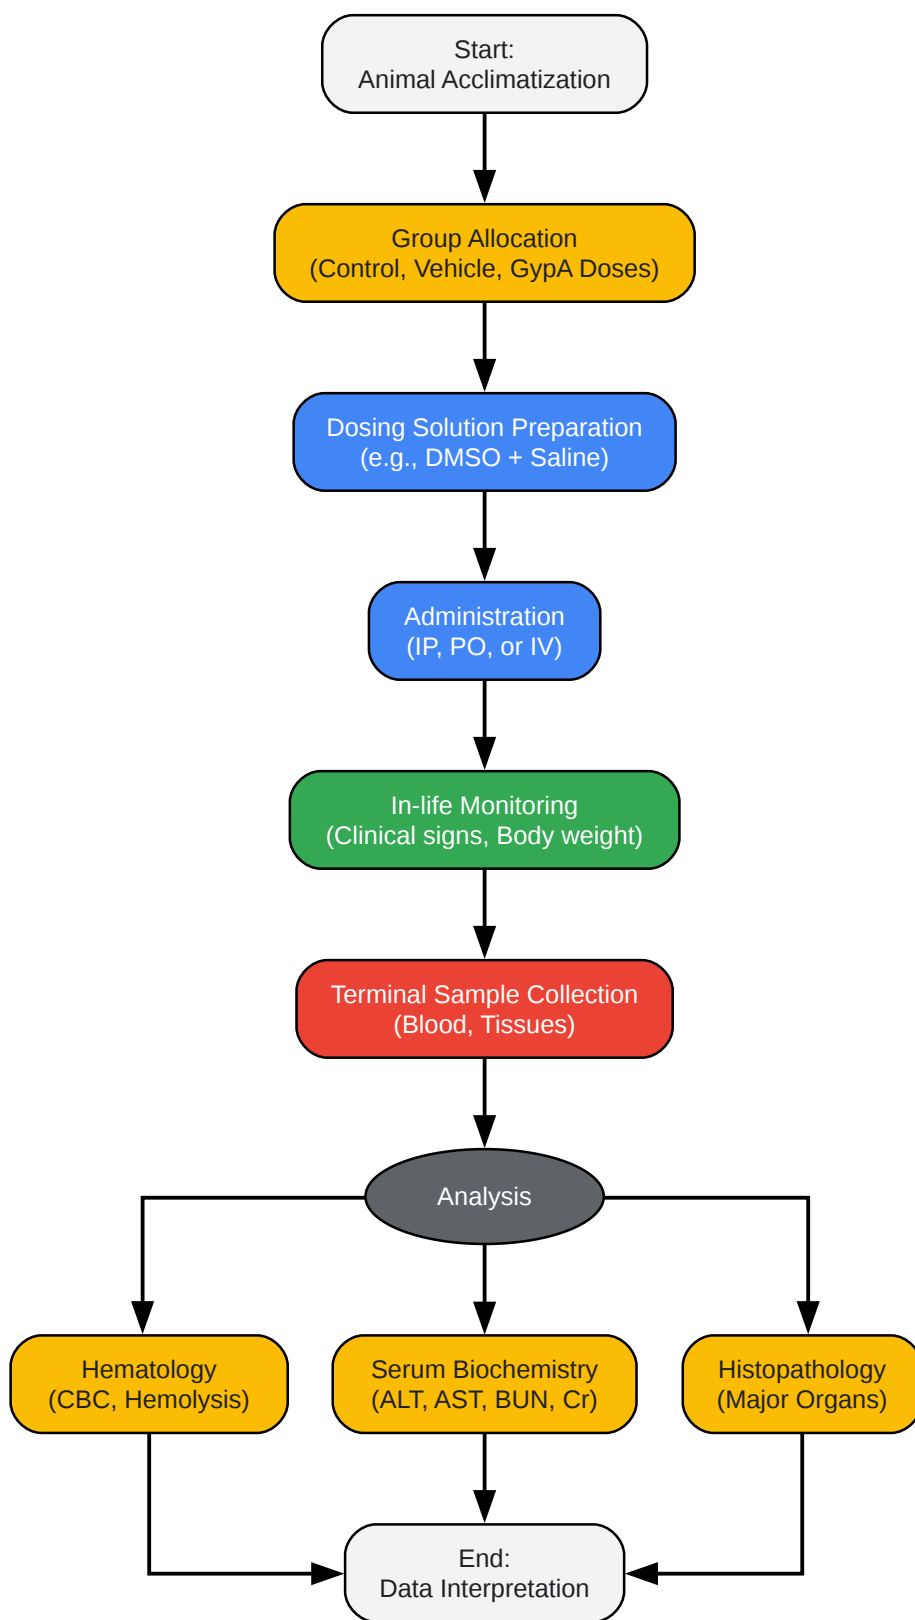 Start:
Animal Acclimatization
Group Allocation
(Control, Vehicle, GypA Doses)
Dosing Solution Preparation
(e.g., DMSO + Saline)
Administration
(IP, PO, or IV)
In-life Monitoring
(Clinical signs, Body weight)
Terminal Sample Collection
(Blood, Tissues)
Analysis
Hematology
(CBC, Hemolysis)
Serum Biochemistry
(ALT, AST, BUN, Cr)
Histopathology
(Major Organs)
End:
Data Interpretation